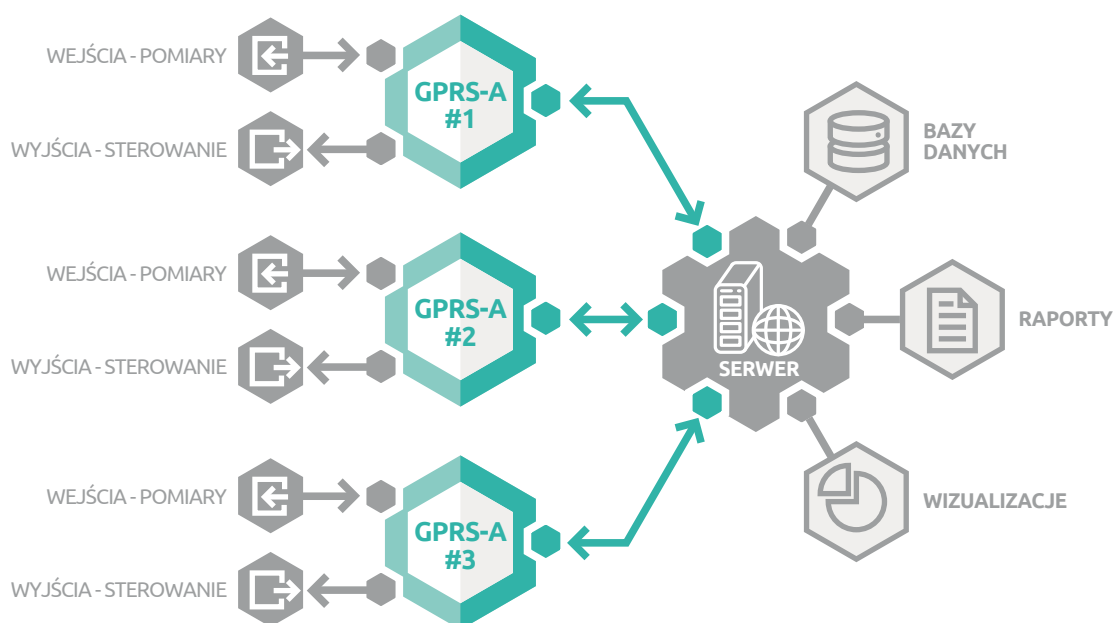 WEJŚCIA - POMIARY
WYJŚCIA - STEROWANIE
GPRS-A
#1
WEJŚCIA - POMIARY
WYJŚCIA - STEROWANIE
GPRS-A
#2
WEJŚCIA - POMIARY
WYJŚCIA - STEROWANIE
GPRS-A
#3
SERWER
BAZY
DANYCH
RAPORTY
WIZUALIZACJE